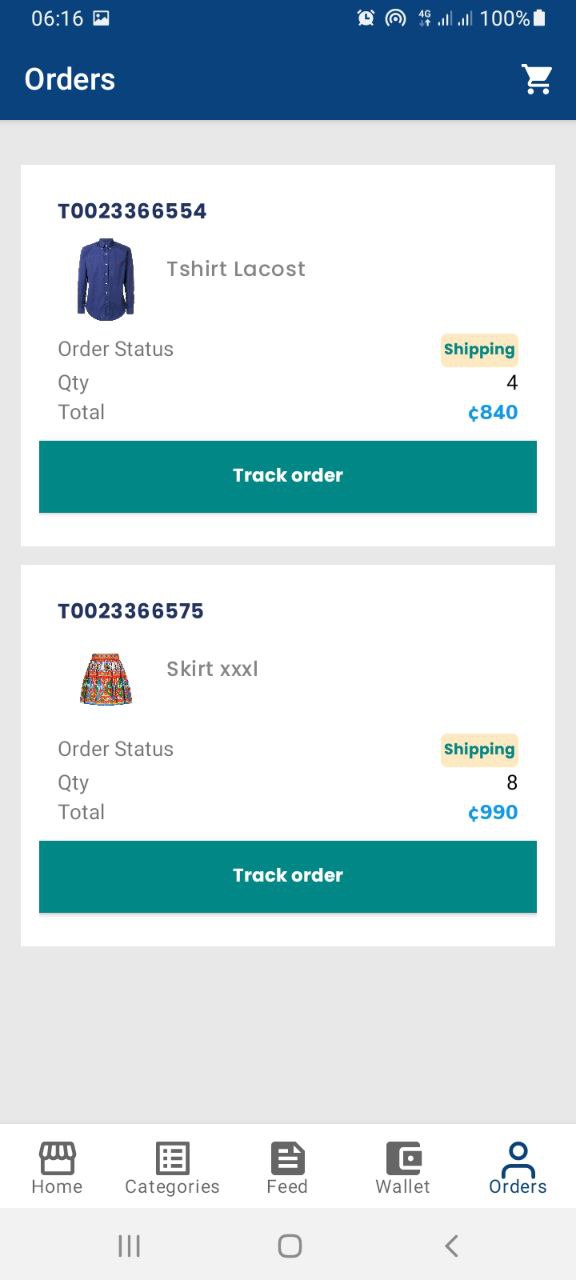 06:16 4G 100%
Orders
T0023366554
Tshirt Lacost
Order Status Shipping
Qty 4
Total ¢840
Track order
T0023366575
Skirt xxxl
Order Status Shipping
Qty 8
Total ¢990
Track order
Home Categories Feed Wallet Orders